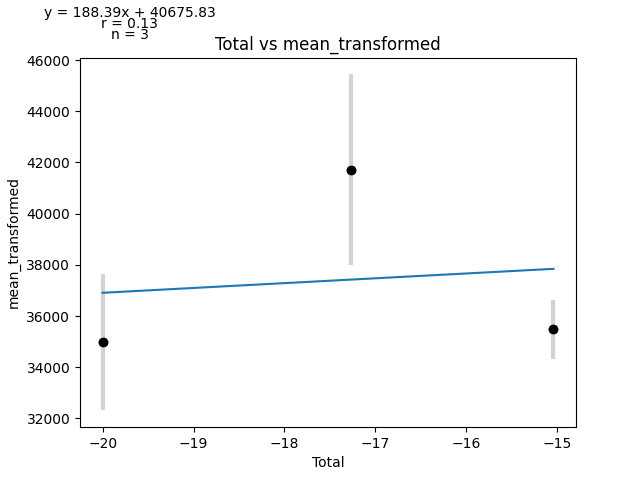 y = 188.39x + 40675.83
r = 0.13
n = 3
Total vs mean_transformed
46000
44000
42000
40000
38000
36000
34000
32000
mean_transformed
−20
−19
−18
−17
−16
−15
Total